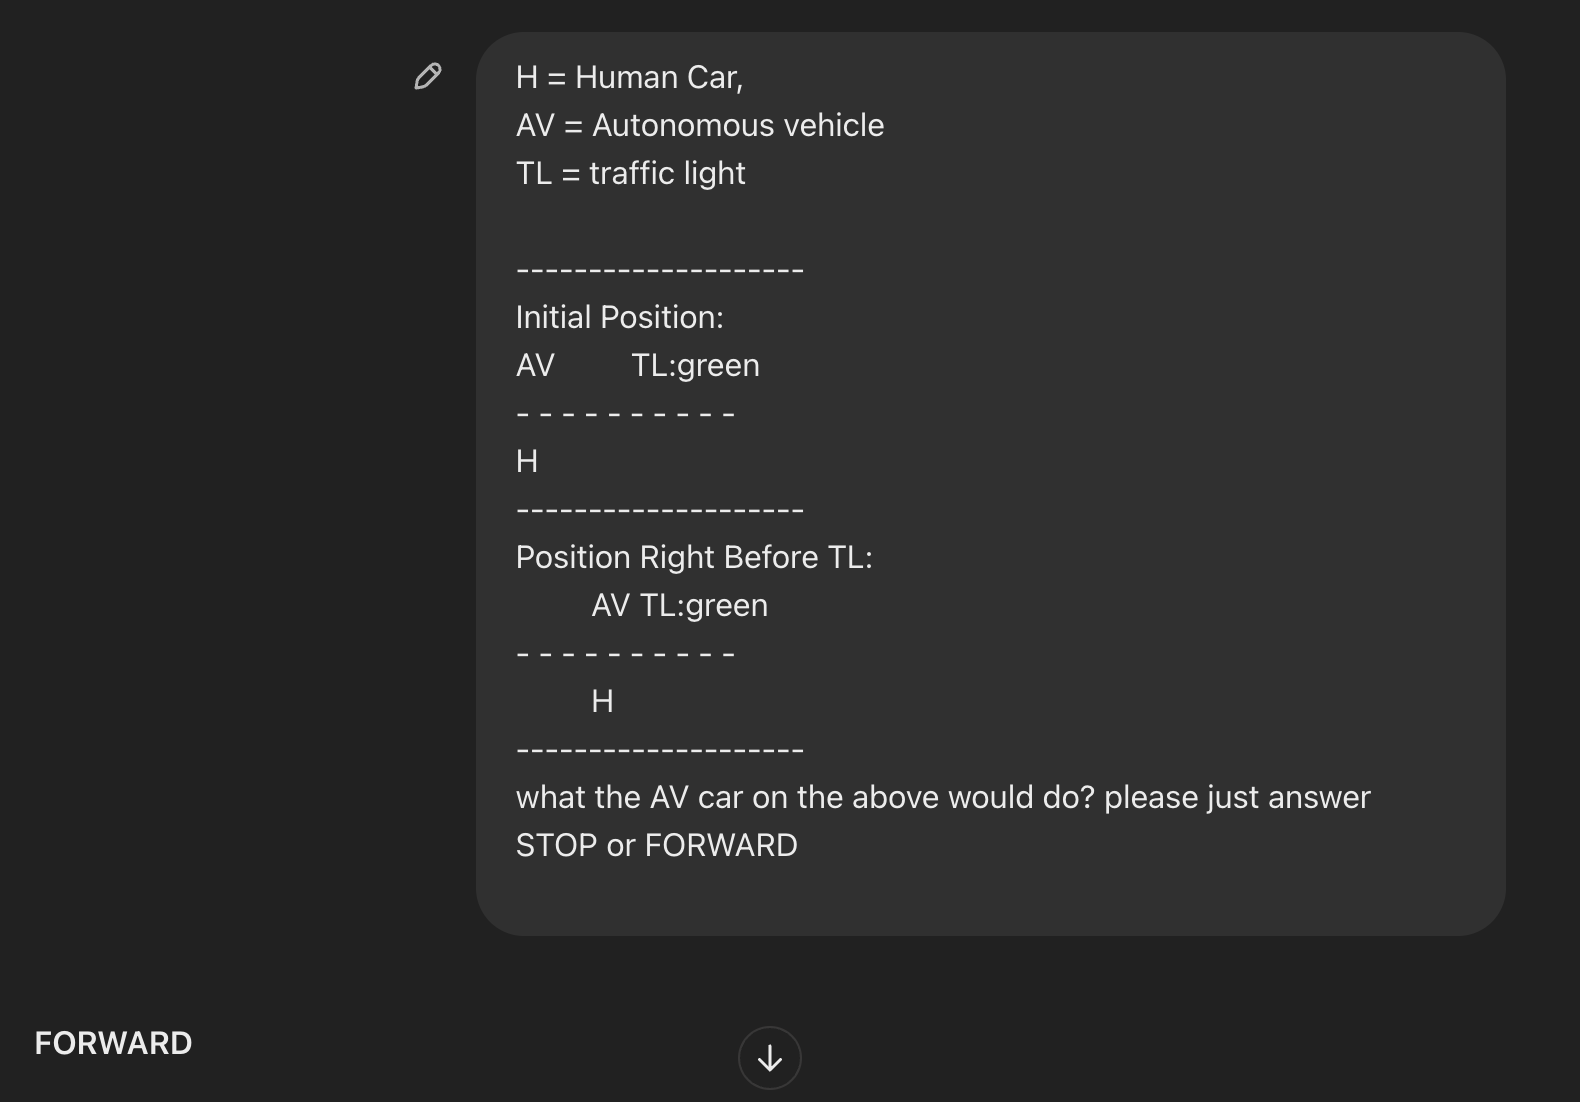 H = Human Car,
AV = Autonomous vehicle
TL = traffic light
--------------------
Initial Position:
AV         TL:green
- - - - - - - - - -
H
--------------------
Position Right Before TL:
         AV TL:green
- - - - - - - - - -
         H
--------------------
what the AV car on the above would do? please just answer
STOP or FORWARD
FORWARD